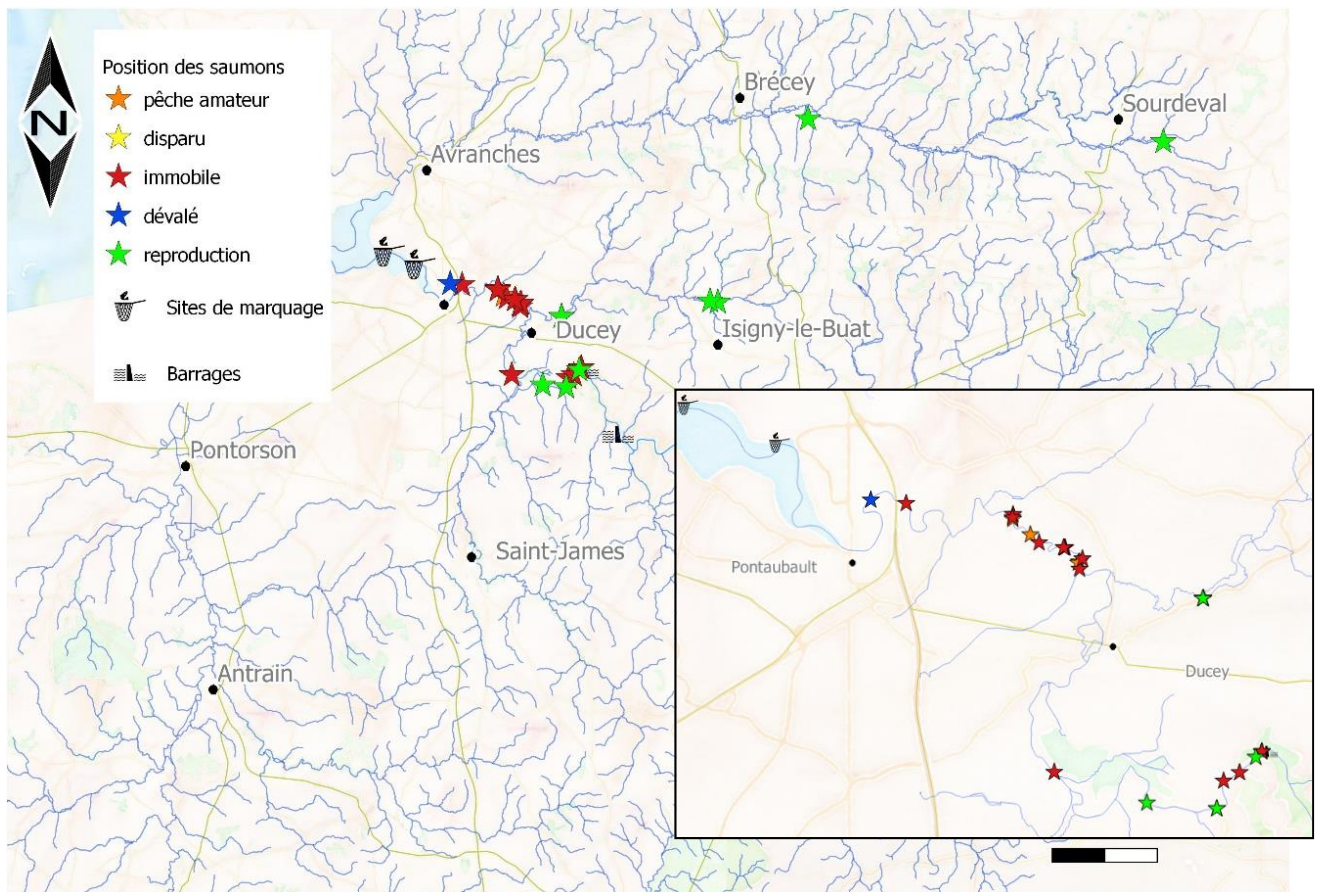 N
Position des saumons
pêche amateur
disparu
immobile
dévalé
reproduction
Sites de marquage
Barrages
Brécey
Sourdeval
Avranches
Ducey
Isigny-le-Buat
Pontorson
Saint-James
Antrain
Pontaubault
Ducey